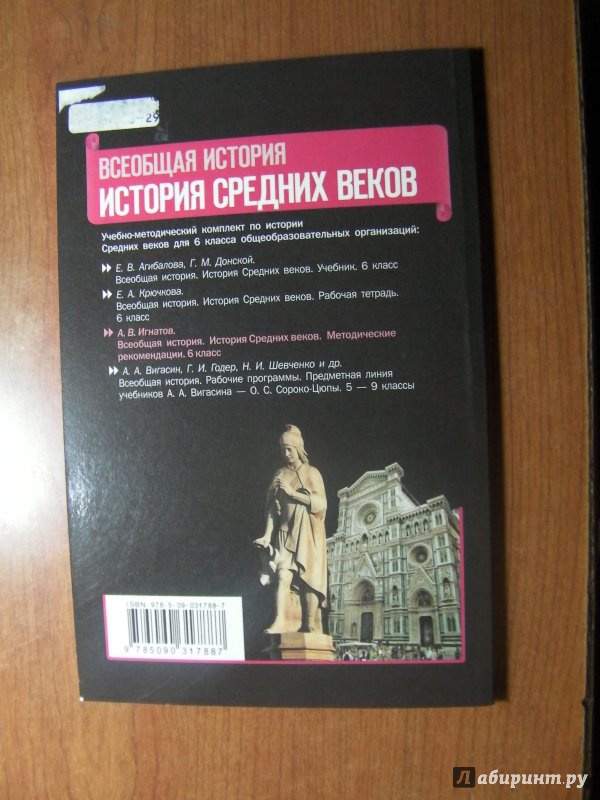 29
ВСЕОБЩАЯ ИСТОРИЯ
ИСТОРИЯ СРЕДНИХ ВЕКОВ
Учебно-методический комплект по истории
Средних веков для 6 класса общеобразовательных организаций:
Е. В. Агибалова, Г. М. Донской.
Всеобщая история. История Средних веков. Учебник. 6 класс
Е. А. Крючкова.
Всеобщая история. История Средних веков. Рабочая тетрадь.
6 класс
А. В. Игнатов.
Всеобщая история. История Средних веков. Методические
рекомендации. 6 класс
А. А. Вигасин, Г. И. Годер, Н. И. Шевченко и др.
Всеобщая история. Рабочие программы. Предметная линия
учебников А. А. Вигасина — О. С. Сороко-Цюпы. 5 — 9 классы
ISBN 978-5-09-031788-7
9 785090 317887
Лабиринт.ру